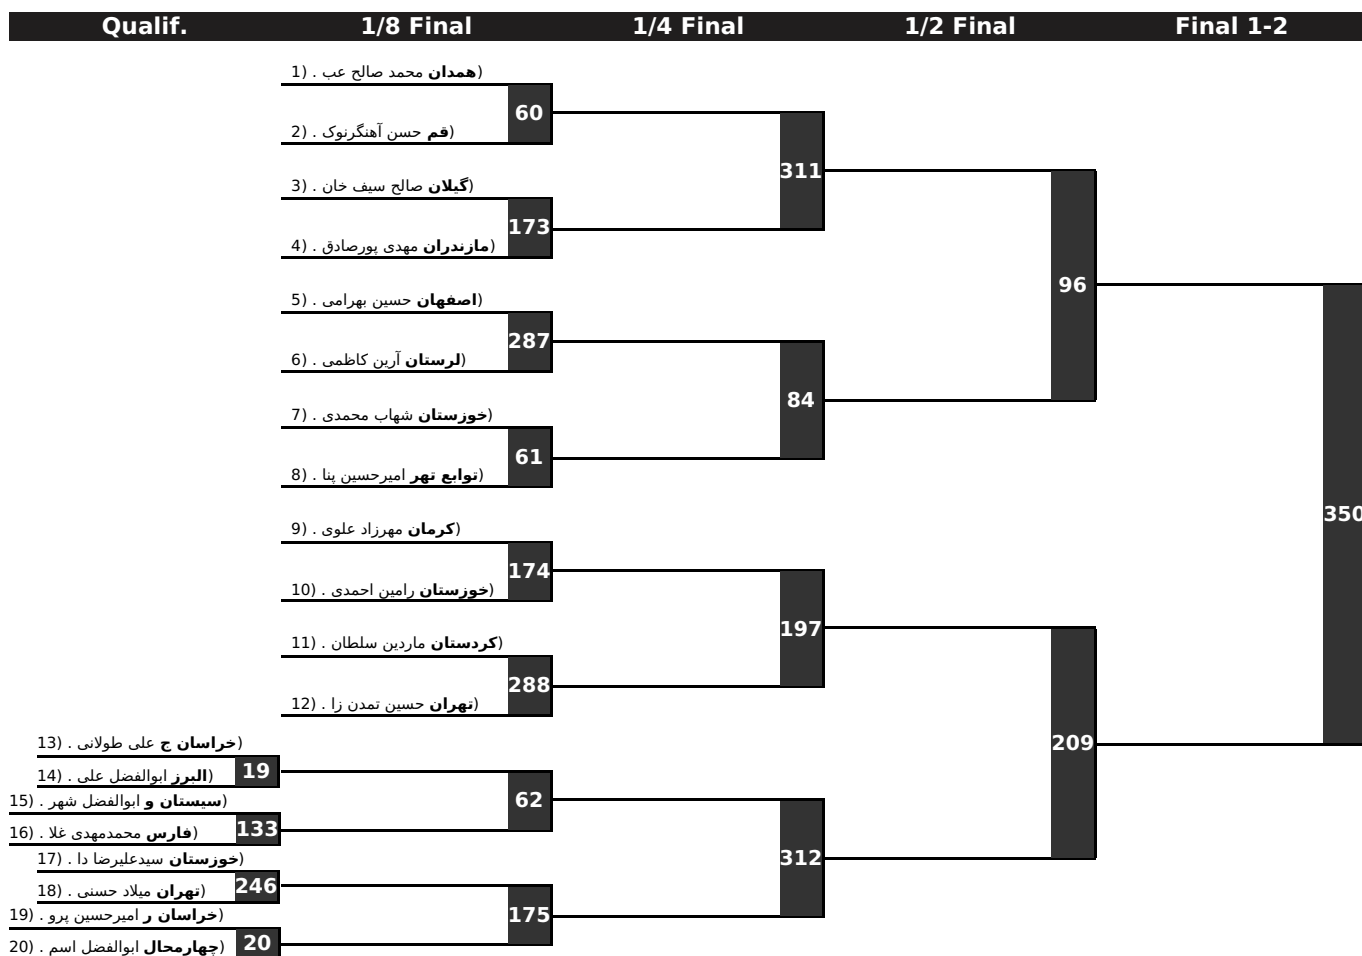 Qualif. 1/8 Final 1/4 Final 1/2 Final Final 1-2
1) . همدان محمد صالح عب)
60
2) . قم حسن آهنگرنوک)
311
3) . گیلان صالح سیف خان)
173
4) . مازندران مهدی پورصادق)
96
5) . اصفهان حسین بهرامی)
287
6) . لرستان آرین کاظمی)
84
7) . خوزستان شهاب محمدی)
61
8) . توابع تهر امیرحسین پنا)
350
9) . کرمان مهرزاد علوی)
174
10) . خوزستان رامین احمدی)
197
11) . کردستان ماردین سلطان)
288
12) . تهران حسین تمدن زا)
209
13) . خراسان ج علی طولانی)
19
14) . البرز ابوالفضل علی)
62
15) . سیستان و ابوالفضل شهر)
133
16) . فارس محمدمهدی غلا)
312
17) . خوزستان سیدعلیرضا دا)
246
18) . تهران میلاد حسنی)
175
19) . خراسان ر امیرحسین پرو)
20
20) . چهارمحال ابوالفضل اسم)